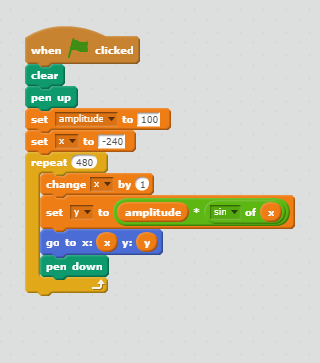 when clicked
clear
pen up
set amplitude to 100
set x to -240
repeat 480
change x by 1
set y to amplitude * sin of x
go to x: x y: y
pen down